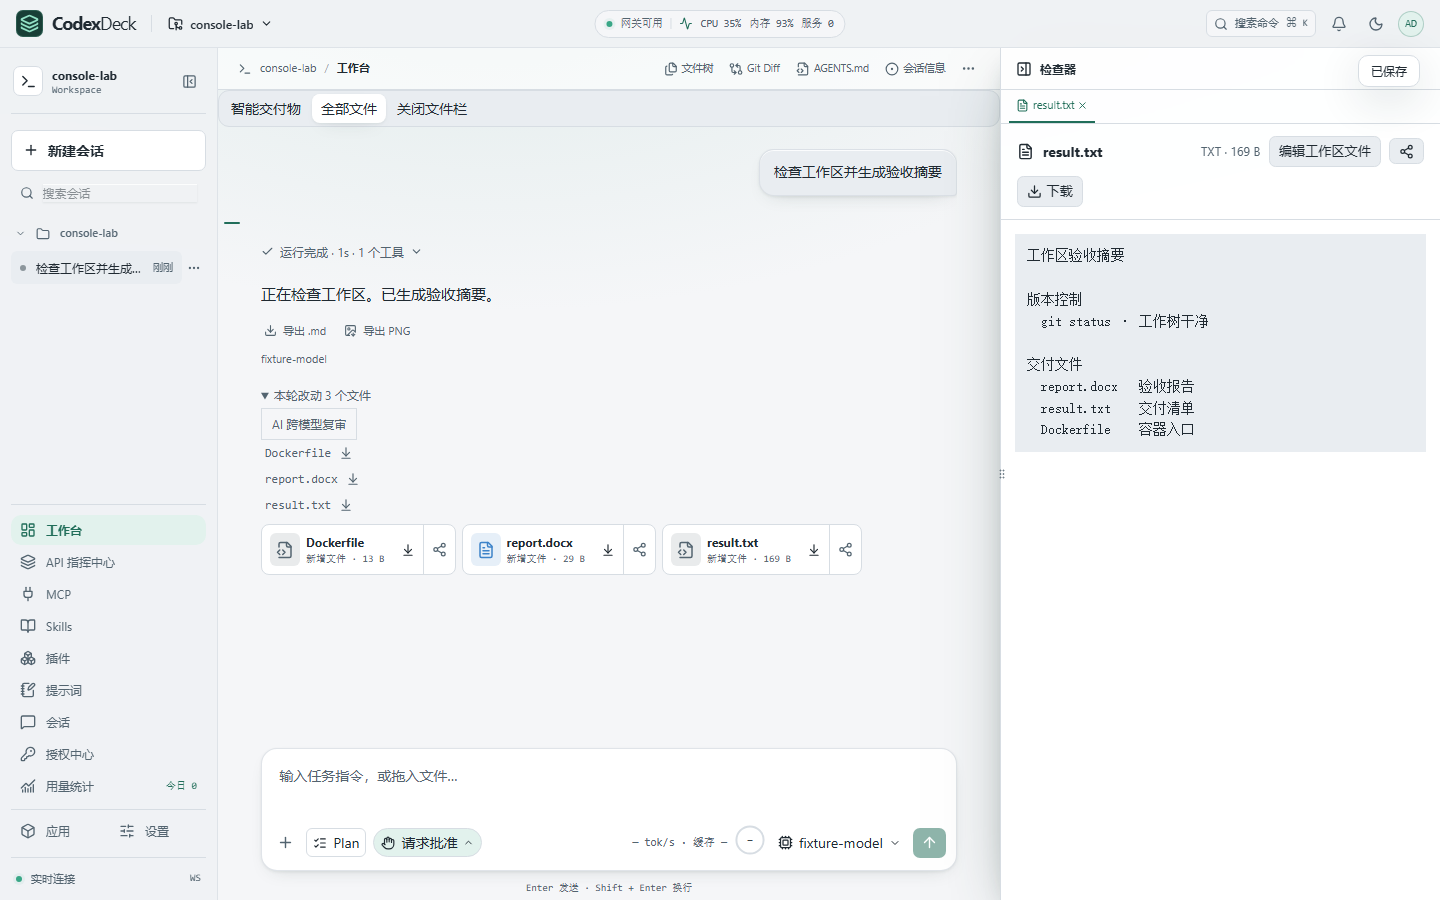 CodexDeck
console-lab
网关可用
CPU 35% 内存 93% 服务 0
搜索命令 ⌘ K
AD
console-lab
Workspace
新建会话
搜索会话
console-lab
检查工作区并生成... 刚刚
工作台
API 指挥中心
MCP
Skills
插件
提示词
会话
授权中心
用量统计 今日 0
应用
设置
实时连接 WS
console-lab / 工作台
文件树
Git Diff
AGENTS.md
会话信息
智能交付物
全部文件
关闭文件栏
检查工作区并生成验收摘要
运行完成 · 1s · 1 个工具
正在检查工作区。已生成验收摘要。
导出 .md
导出 PNG
fixture-model
▼ 本轮改动 3 个文件
AI 跨模型复审
Dockerfile
report.docx
result.txt
Dockerfile
新增文件 · 13 B
report.docx
新增文件 · 29 B
result.txt
新增文件 · 169 B
输入任务指令，或拖入文件...
Plan
请求批准
— tok/s · 缓存 —
–
fixture-model
Enter 发送 · Shift + Enter 换行
检查器
已保存
result.txt
result.txt
TXT · 169 B
编辑工作区文件
下载
工作区验收摘要
版本控制
git status · 工作树干净
交付文件
report.docx 验收报告
result.txt 交付清单
Dockerfile 容器入口